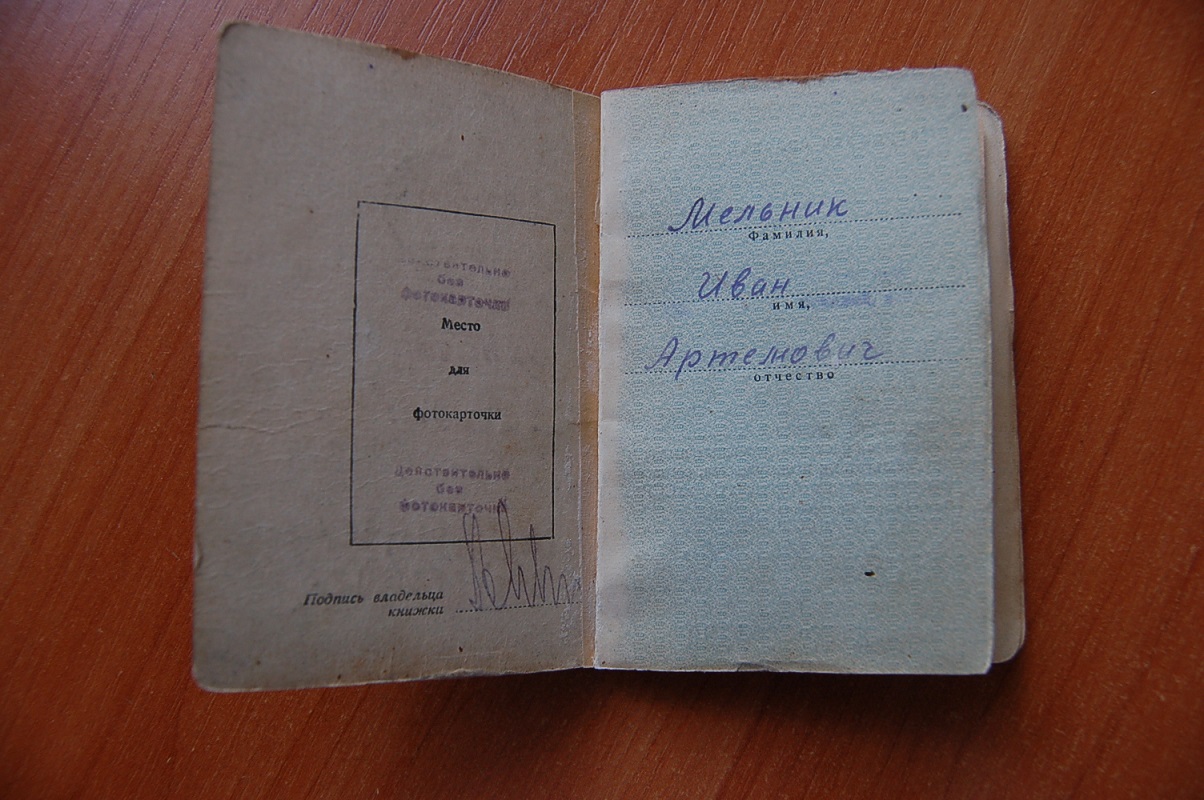 Действительно
без
фотокарточки
Место
для
фотокарточки
Действительно
без
фотокарточки
Подпись владельца
книжки
Мельник
Фамилия,
Иван
имя,
Артемович
отчество